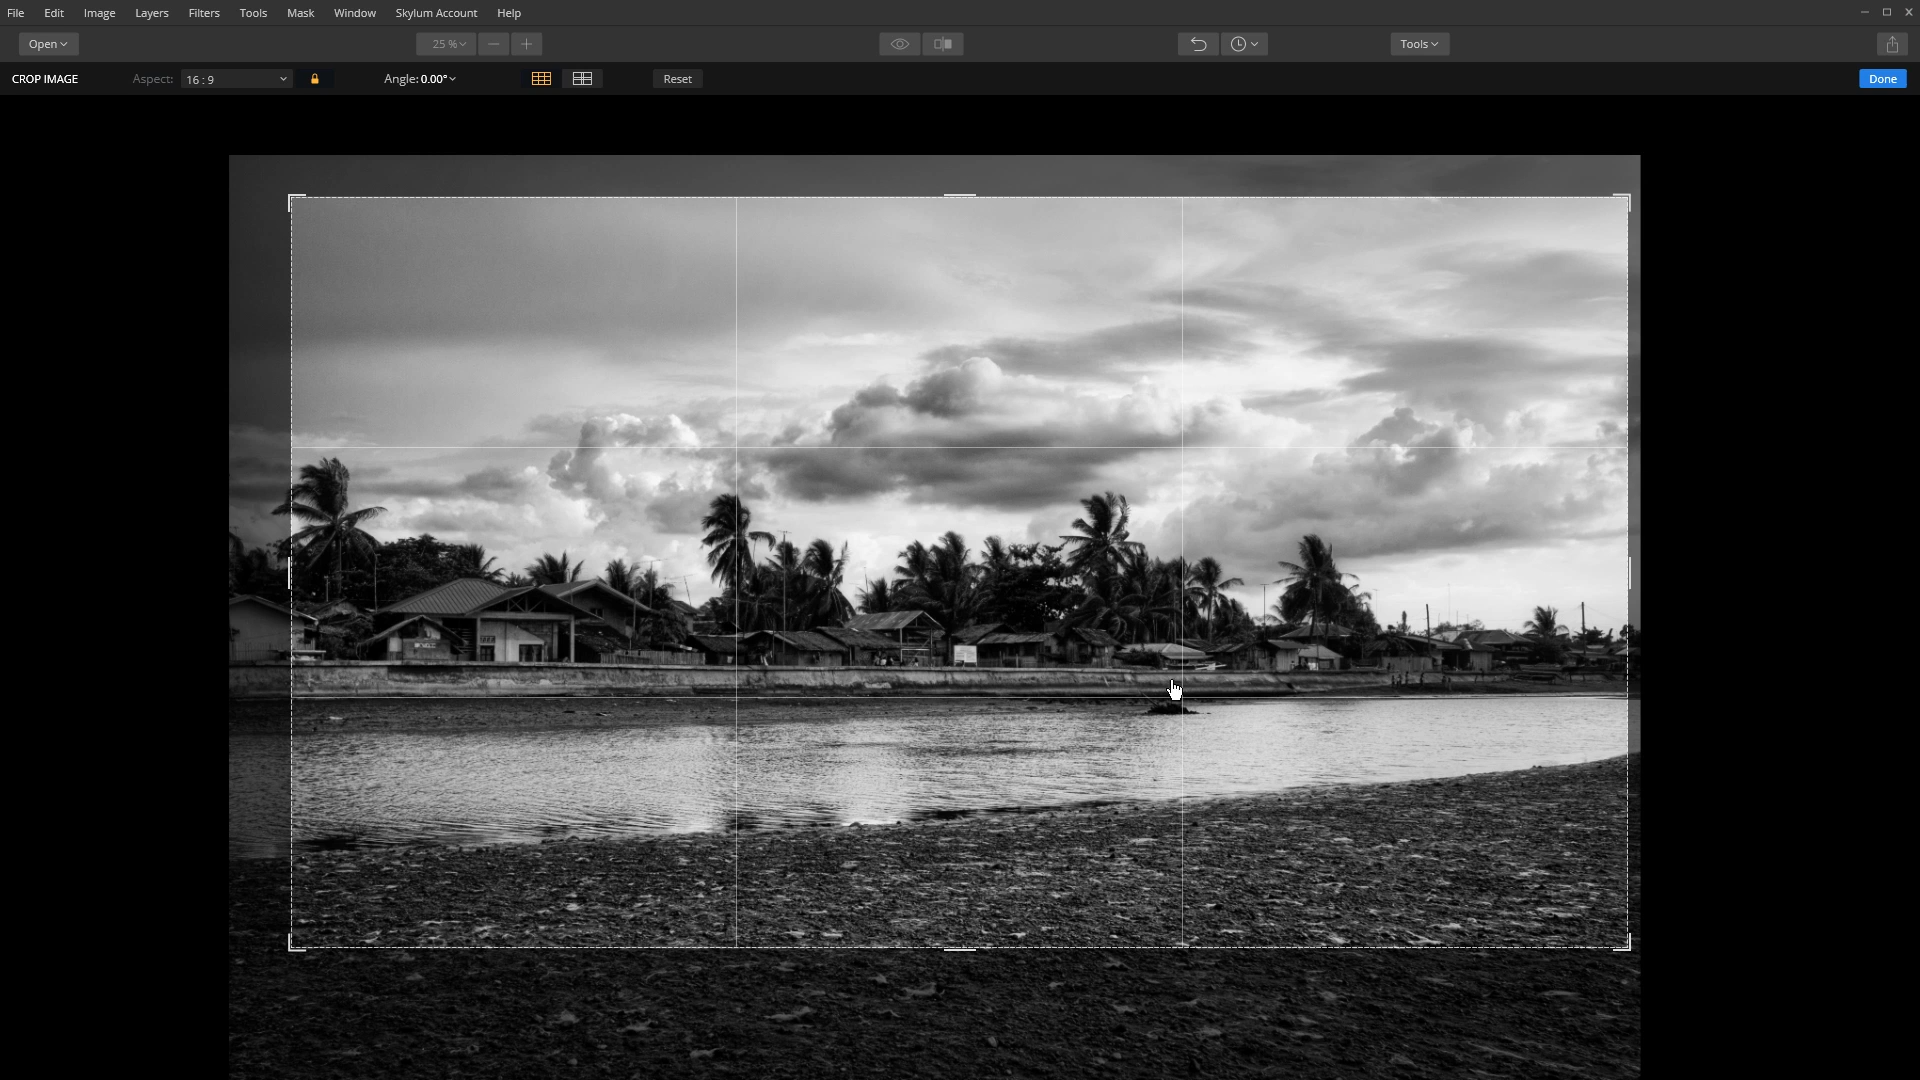 File Edit Image Layers Filters Tools Mask Window Skylum Account Help
Open 25 % Tools
CROP IMAGE Aspect: 16 : 9 Angle: 0.00° Reset Done